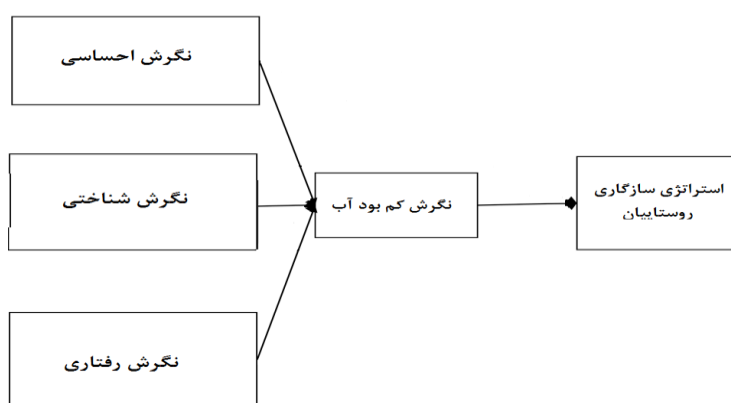 نگرش احساسی
نگرش شناختی
نگرش رفتاری
نگرش کم بود آب
استراتژی سازگاری
روستاییان